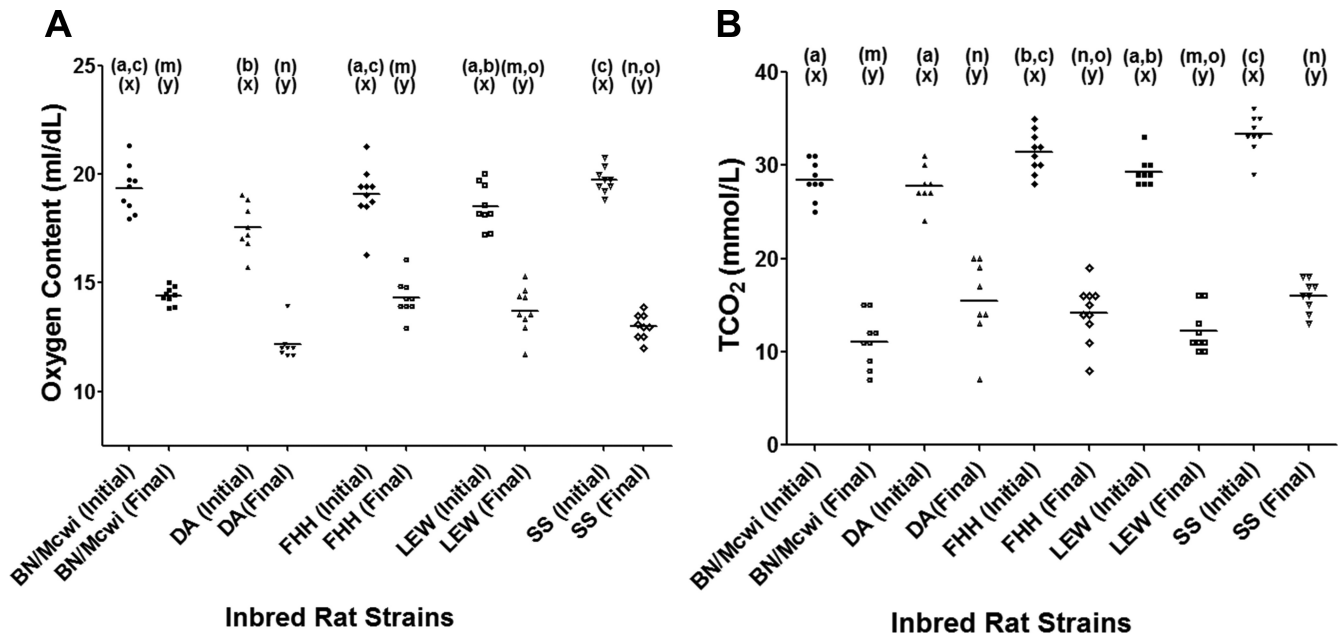 A
25
20
15
10
Oxygen Content (ml/dL)
(a,c) (m) (b) (n) (a,c) (m) (a,b) (m,o) (c) (n,o)
(x) (y) (x) (y) (x) (y) (x) (y) (x) (y)
BN/Mcwi (Initial)
BN/Mcwi (Final)
DA (Initial)
DA(Final)
FHH (Initial)
FHH (Final)
LEW (Initial)
LEW (Final)
SS (Initial)
SS (Final)
Inbred Rat Strains
B
40
30
20
10
0
TCO2 (mmol/L)
(a) (m) (a) (n) (b,c) (n,o) (a,b) (m,o) (c) (n)
(x) (y) (x) (y) (x) (y) (x) (y) (x) (y)
BN/Mcwi (Initial)
BN/Mcwi (Final)
DA (Initial)
DA(Final)
FHH (Initial)
FHH (Final)
LEW (Initial)
LEW (Final)
SS (Initial)
SS (Final)
Inbred Rat Strains